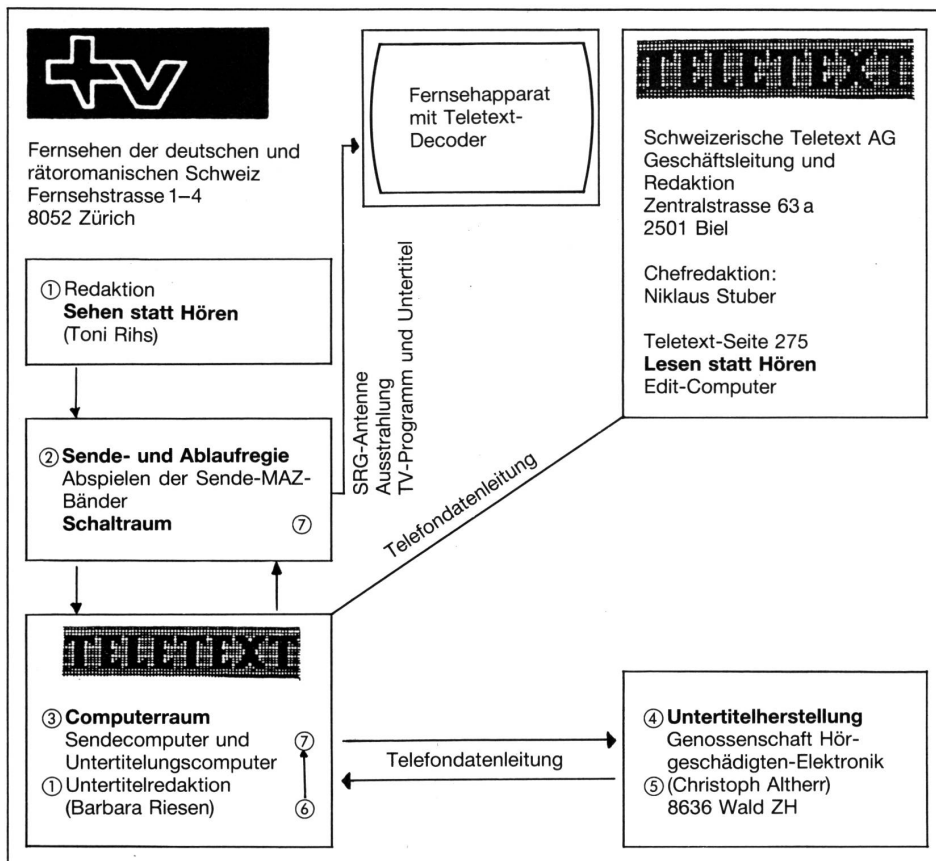 tv
Fernsehen der deutschen und
rätoromanischen Schweiz
Fernsehstrasse 1–4
8052 Zürich
Fernsehapparat
mit Teletext-
Decoder
TELETEXT
Schweizerische Teletext AG
Geschäftsleitung und
Redaktion
Zentralstrasse 63 a
2501 Biel
Chefredaktion:
Niklaus Stuber
Teletext-Seite 275
Lesen statt Hören
Edit-Computer
① Redaktion
Sehen statt Hören
(Toni Rihs)
SRG-Antenne
Ausstrahlung
TV-Programm und Untertitel
② Sende- und Ablaufregie
Abspielen der Sende-MAZ-
Bänder
Schaltraum ⑦
Telefondatenleitung
TELETEXT
③ Computerraum
Sendecomputer und ⑦
Untertitelungscomputer
① Untertitelredaktion
(Barbara Riesen) ⑥
Telefondatenleitung
④ Untertitelherstellung
Genossenschaft Hör-
geschädigten-Elektronik
⑤ (Christoph Altherr)
8636 Wald ZH